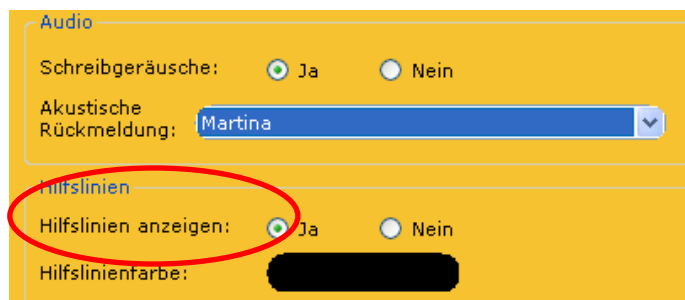 Audio
Schreibgeräusche: Ja Nein
Akustische
Rückmeldung: Martina
Hilfslinien
Hilfslinien anzeigen: Ja Nein
Hilfslinienfarbe: